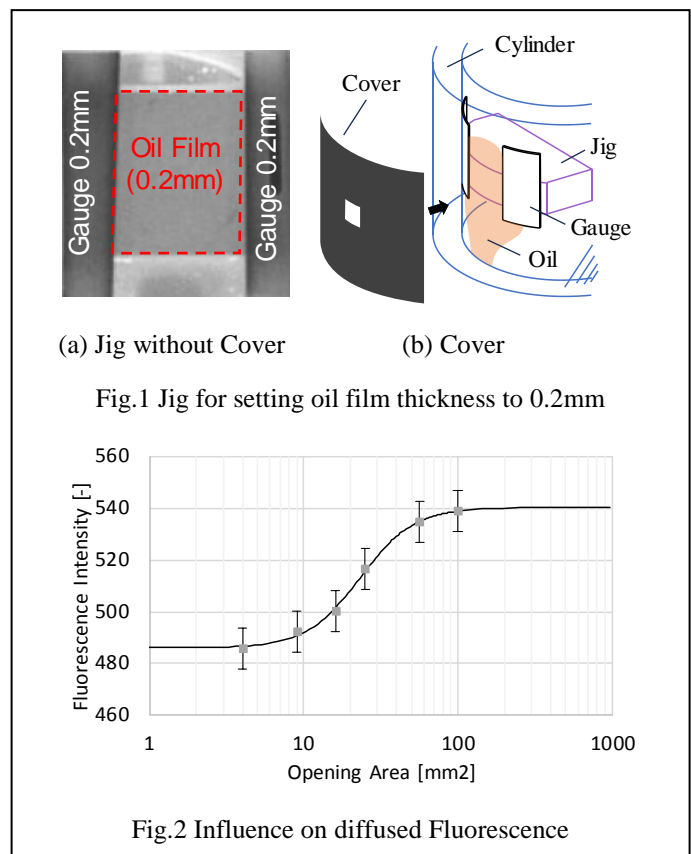 Gauge 0.2mm
Oil Film
(0.2mm)
Gauge 0.2mm
Cover
Cylinder
Jig
Gauge
Oil
(a) Jig without Cover
(b) Cover
Fig.1 Jig for setting oil film thickness to 0.2mm
Fluorescence Intensity [-]
560
540
520
500
480
460
1 10 100 1000
Opening Area [mm2]
Fig.2 Influence on diffused Fluorescence